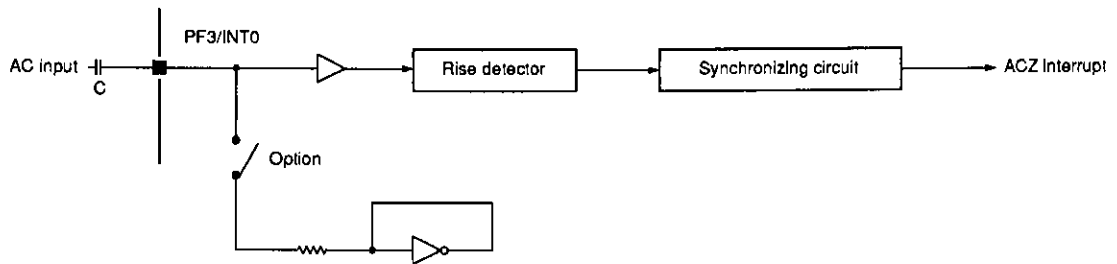 PF3/INT0
AC input
C
Rise detector
Synchronizing circuit
ACZ Interrupt
Option